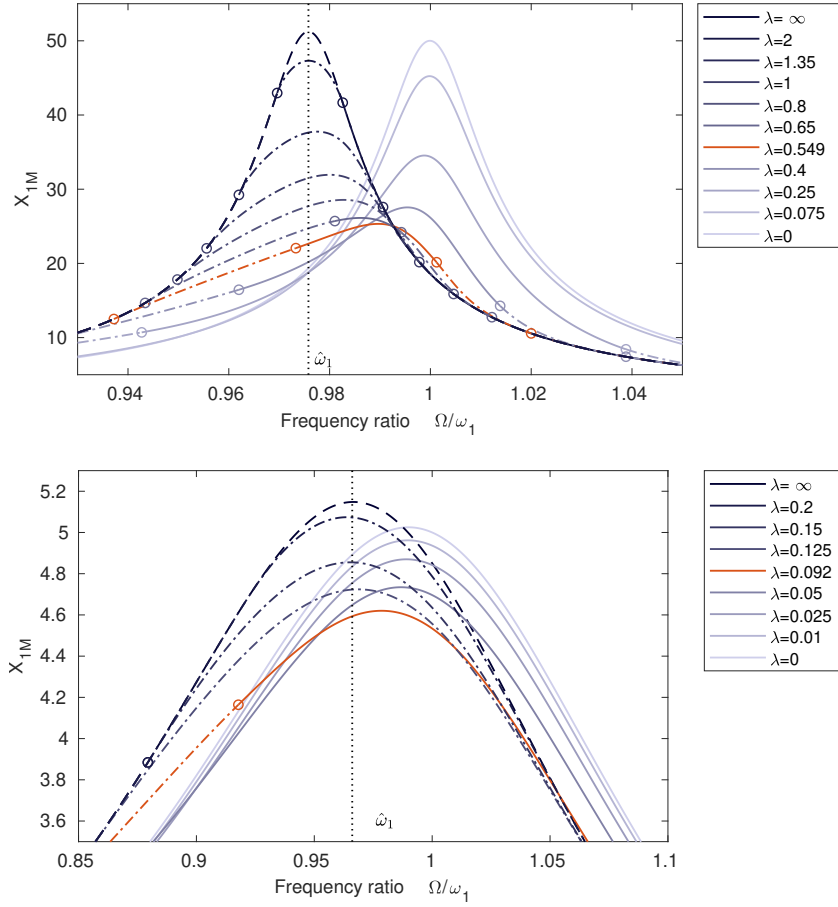 50
40
30
20
10
X1M
0.94
0.96
0.98
1
1.02
1.04
ω̂1
Frequency ratio Ω/ω1
λ= ∞
λ=2
λ=1.35
λ=1
λ=0.8
λ=0.65
λ=0.549
λ=0.4
λ=0.25
λ=0.075
λ=0
5.2
5
4.8
4.6
4.4
4.2
4
3.8
3.6
X1M
0.85
0.9
0.95
1
1.05
1.1
ω̂1
Frequency ratio Ω/ω1
λ= ∞
λ=0.2
λ=0.15
λ=0.125
λ=0.092
λ=0.05
λ=0.025
λ=0.01
λ=0